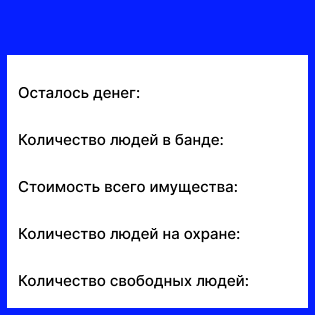 Осталось денег:
Количество людей в банде:
Стоимость всего имущества:
Количество людей на охране:
Количество свободных людей: